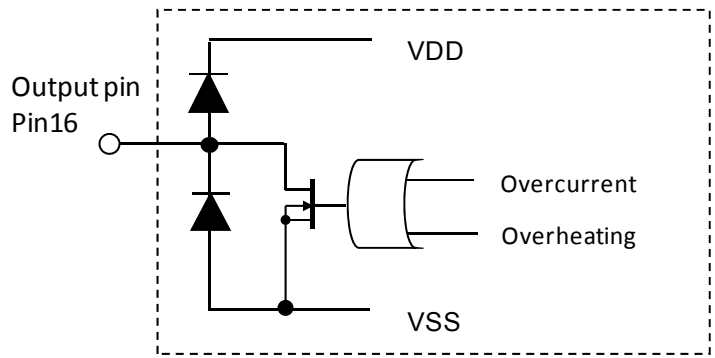 VDD
Output pin
Pin16
Overcurrent
Overheating
VSS